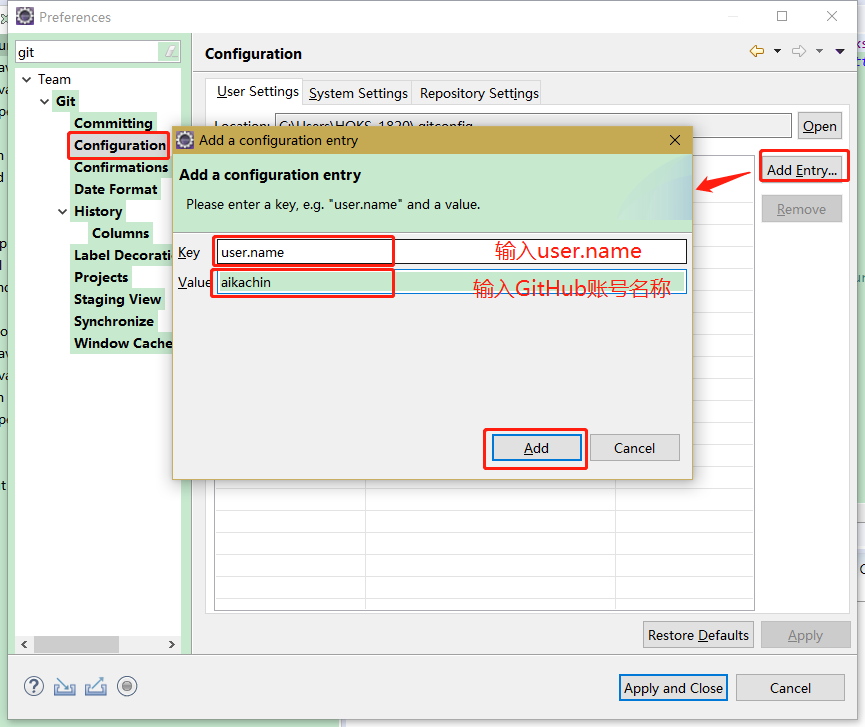 Preferences
git
Team
Git
Committing
Configuration
Confirmations
Date Format
History
Columns
Label Decorati
Projects
Staging View
Synchronize
Window Cache
Configuration
User Settings
System Settings
Repository Settings
Location: C:\Users\HOKS_1829\.gitconfig
Open
Add Entry...
Remove
Add a configuration entry
Add a configuration entry
Please enter a key, e.g. "user.name" and a value.
Key
user.name
输入user.name
Value
aikachin
输入GitHub账号名称
Add
Cancel
Restore Defaults
Apply
Apply and Close
Cancel